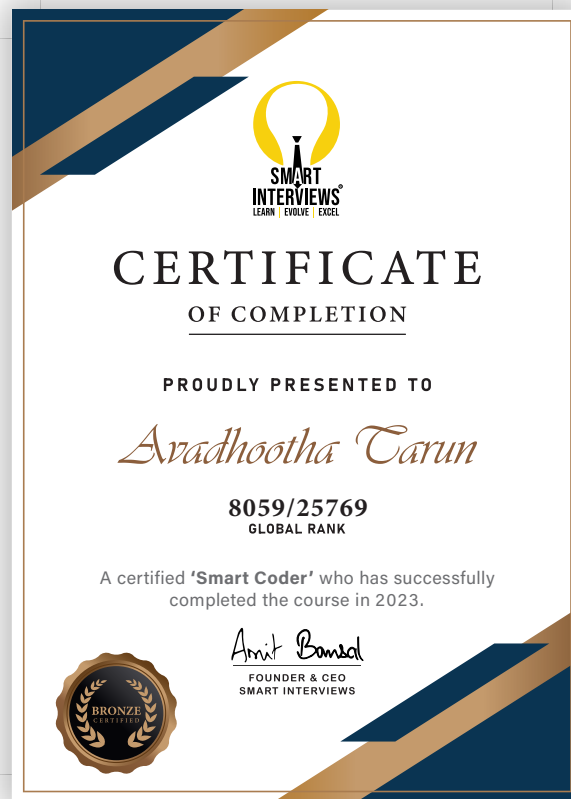 SMART
INTERVIEWS®
LEARN | EVOLVE | EXCEL
CERTIFICATE
OF COMPLETION
PROUDLY PRESENTED TO
Avadhootha Tarun
8059/25769
GLOBAL RANK
A certified ‘Smart Coder’ who has successfully
completed the course in 2023.
Amit Bansal
FOUNDER & CEO
SMART INTERVIEWS
BRONZE
CERTIFIED